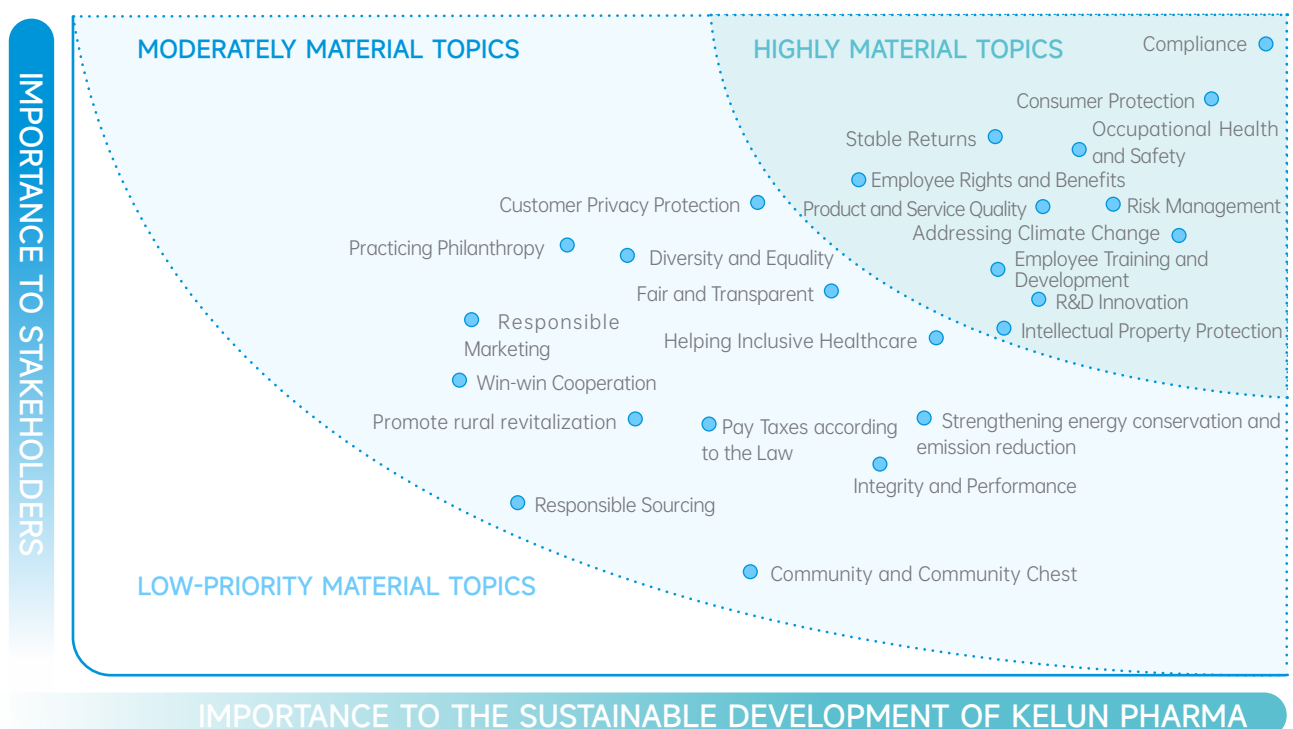 IMPORTANCE TO STAKEHOLDERS
MODERATELY MATERIAL TOPICS
HIGHLY MATERIAL TOPICS
Compliance
Consumer Protection
Occupational Health
and Safety
Stable Returns
Employee Rights and Benefits
Customer Privacy Protection
Product and Service Quality
Risk Management
Addressing Climate Change
Practicing Philanthropy
Diversity and Equality
Employee Training and
Development
Fair and Transparent
R&D Innovation
Responsible
Marketing
Intellectual Property Protection
Helping Inclusive Healthcare
Win-win Cooperation
Promote rural revitalization
Pay Taxes according
to the Law
Strengthening energy conservation and
emission reduction
Integrity and Performance
Responsible Sourcing
Community and Community Chest
LOW-PRIORITY MATERIAL TOPICS
IMPORTANCE TO THE SUSTAINABLE DEVELOPMENT OF KELUN PHARMA